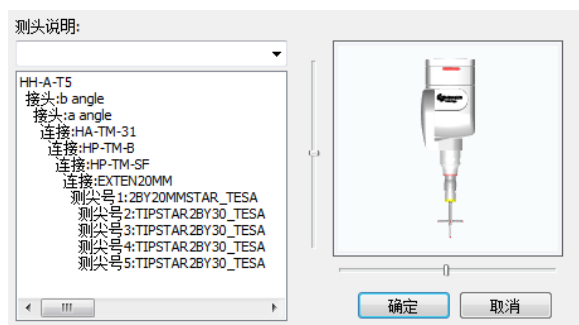 测头说明:
HH-A-T5
接头:b angle
接头:a angle
连接:HA-TM-31
连接:HP-TM-B
连接:HP-TM-SF
连接:EXTEN20MM
测尖号1:2BY20MMSTAR_TESA
测尖号2:TIPSTAR2BY30_TESA
测尖号3:TIPSTAR2BY30_TESA
测尖号4:TIPSTAR2BY30_TESA
测尖号5:TIPSTAR2BY30_TESA
确定
取消